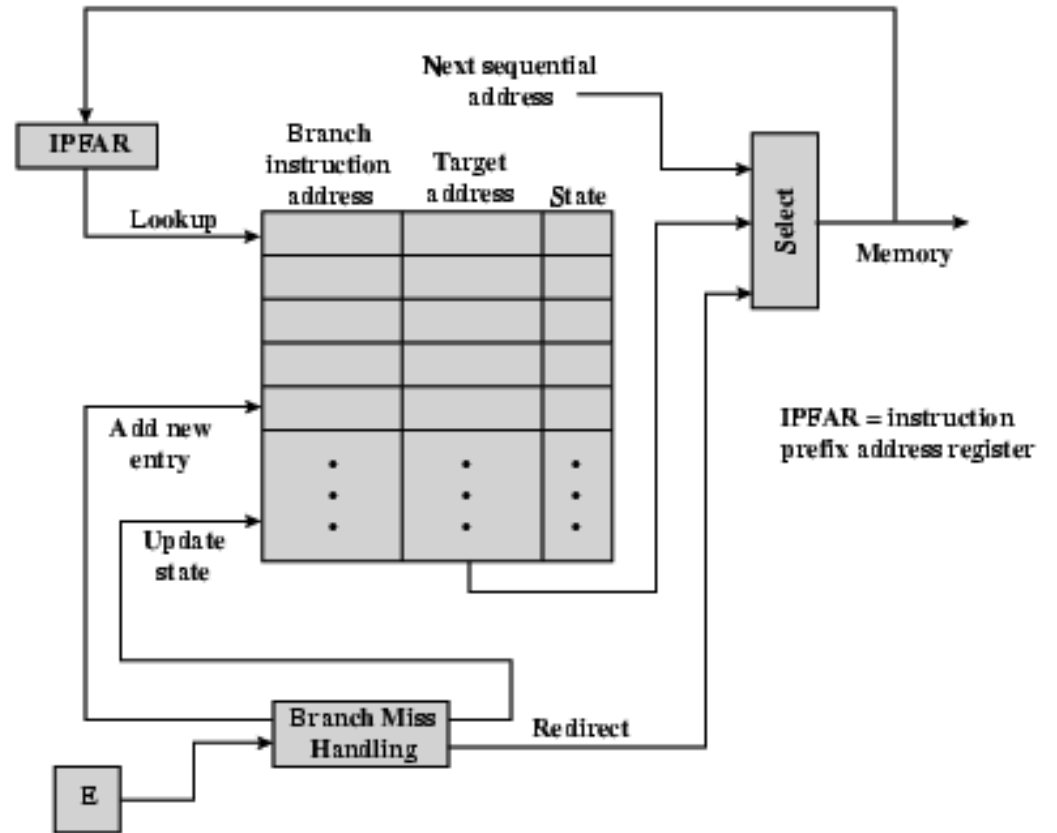 Next sequential
address
IPFAR
Branch
instruction
address
Target
address
State
Lookup
Select
Memory
Add new
entry
IPFAR = instruction
prefix address register
Update
state
Branch Miss
Handling
Redirect
E